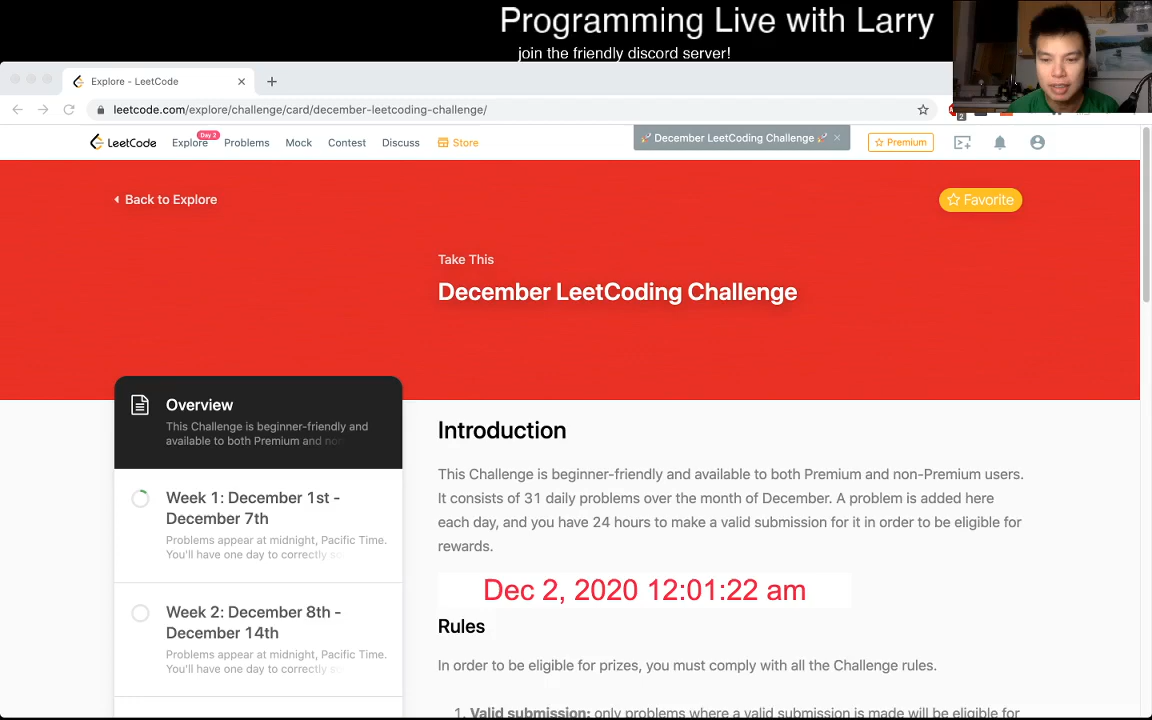 Programming Live with Larry
join the friendly discord server!
Explore - LeetCode
leetcode.com/explore/challenge/card/december-leetcoding-challenge/
2
LeetCode
Explore
Day 2
Problems
Mock
Contest
Discuss
Store
December LeetCoding Challenge
Premium
Back to Explore
Favorite
Take This
December LeetCoding Challenge
Overview
This Challenge is beginner-friendly and
available to both Premium and non
Week 1: December 1st -
December 7th
Problems appear at midnight, Pacific Time.
You'll have one day to correctly so
Week 2: December 8th -
December 14th
Problems appear at midnight, Pacific Time.
You'll have one day to correctly so
Introduction
This Challenge is beginner-friendly and available to both Premium and non-Premium users.
It consists of 31 daily problems over the month of December. A problem is added here
each day, and you have 24 hours to make a valid submission for it in order to be eligible for
rewards.
Dec 2, 2020 12:01:22 am
Rules
In order to be eligible for prizes, you must comply with all the Challenge rules.
1. Valid submission: only problems where a valid submission is made will be eligible for